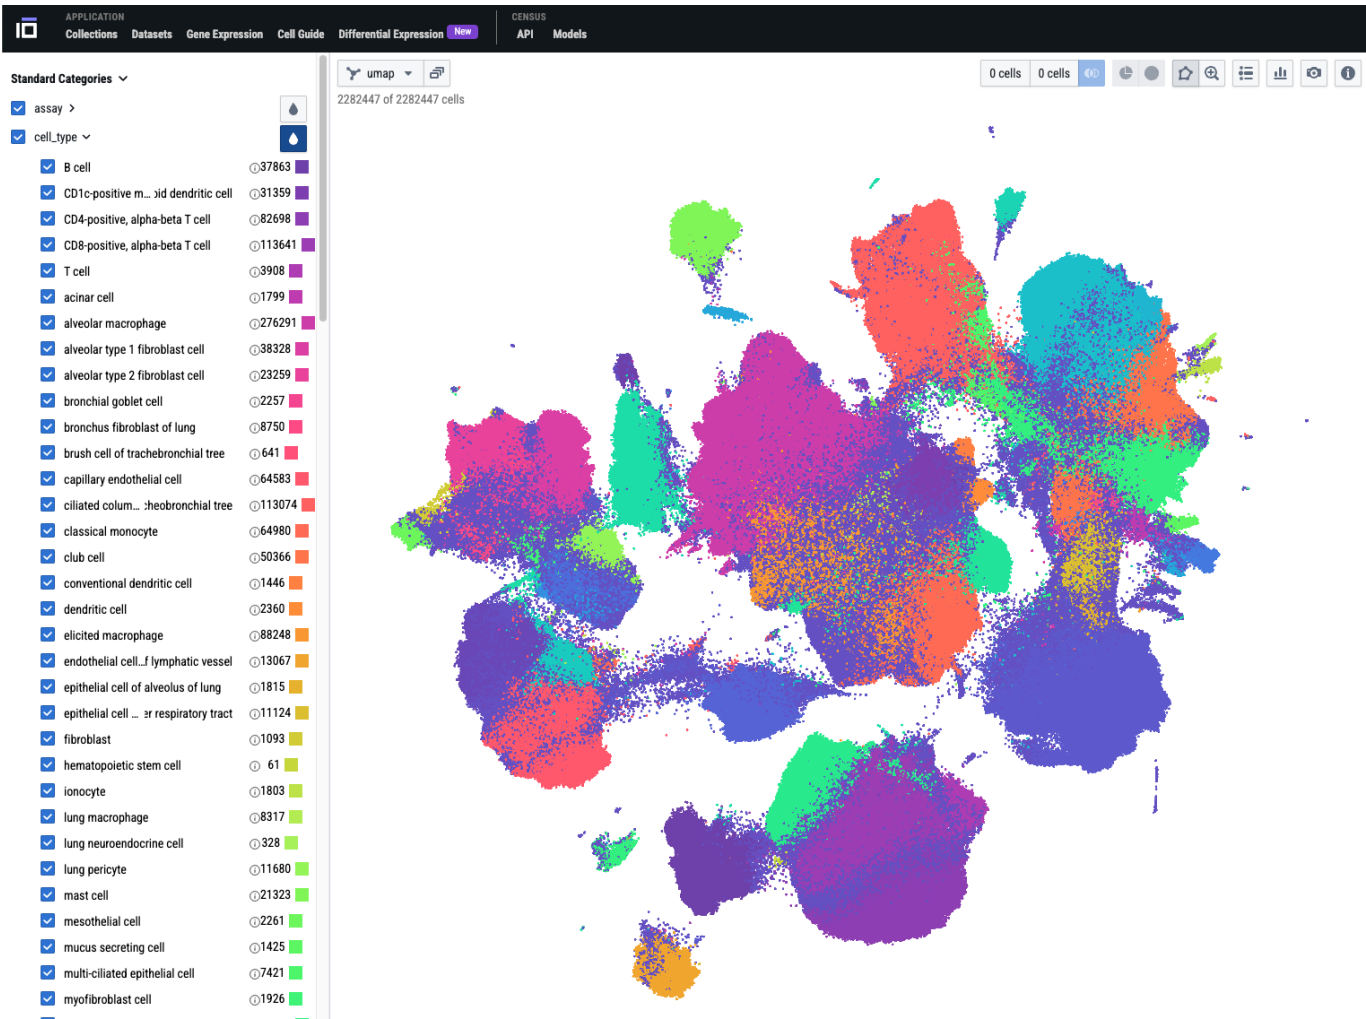 APPLICATION
CENSUS
Collections Datasets Gene Expression Cell Guide Differential Expression New API Models
Standard Categories
umap
0 cells 0 cells
2282447 of 2282447 cells
assay
cell_type
B cell 37863
CD1c-positive m... ɔid dendritic cell 31359
CD4-positive, alpha-beta T cell 82698
CD8-positive, alpha-beta T cell 113641
T cell 3908
acinar cell 1799
alveolar macrophage 276291
alveolar type 1 fibroblast cell 38328
alveolar type 2 fibroblast cell 23259
bronchial goblet cell 2257
bronchus fibroblast of lung 8750
brush cell of trachebronchial tree 641
capillary endothelial cell 64583
ciliated colum... :heobronchial tree 113074
classical monocyte 64980
club cell 50366
conventional dendritic cell 1446
dendritic cell 2360
elicited macrophage 88248
endothelial cell...f lymphatic vessel 13067
epithelial cell of alveolus of lung 1815
epithelial cell ... er respiratory tract 11124
fibroblast 1093
hematopoietic stem cell 61
ionocyte 1803
lung macrophage 8317
lung neuroendocrine cell 328
lung pericyte 11680
mast cell 21323
mesothelial cell 2261
mucus secreting cell 1425
multi-ciliated epithelial cell 7421
myofibroblast cell 1926